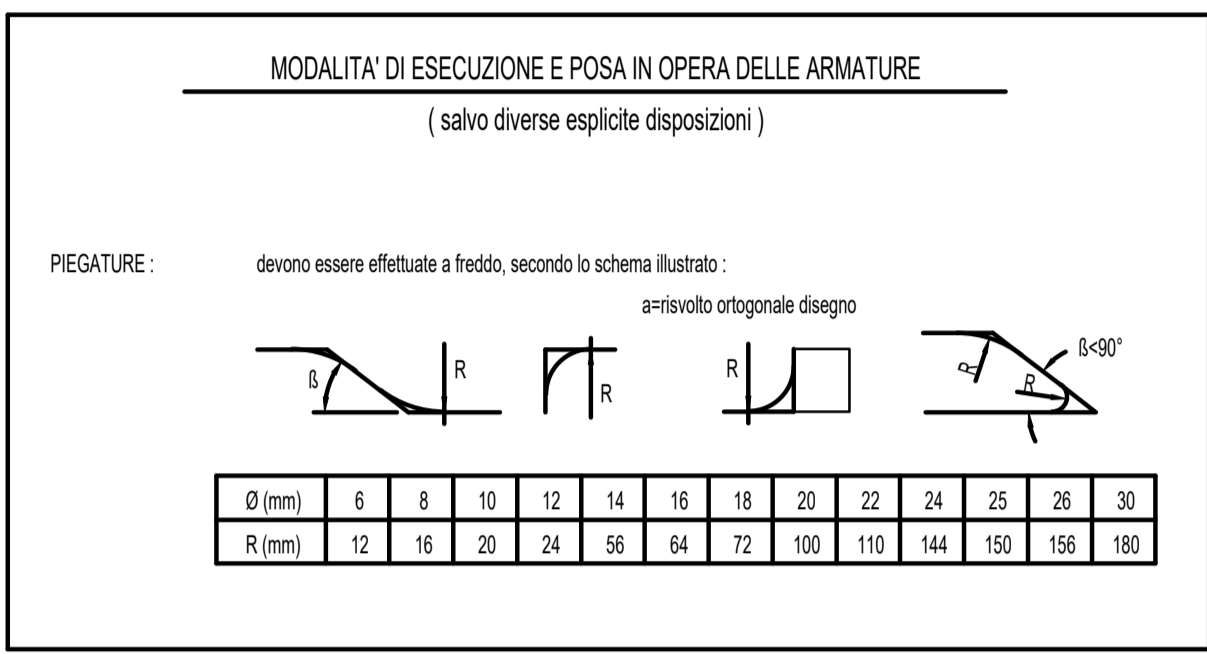 MODALITA' DI ESECUZIONE E POSA IN OPERA DELLE ARMATURE
( salvo diverse esplicite disposizioni )
PIEGATURE : devono essere effettuate a freddo, secondo lo schema illustrato :
a=risvolto ortogonale disegno
ß R R R R R ß<90°
Ø (mm) 6 8 10 12 14 16 18 20 22 24 25 26 30
R (mm) 12 16 20 24 56 64 72 100 110 144 150 156 180